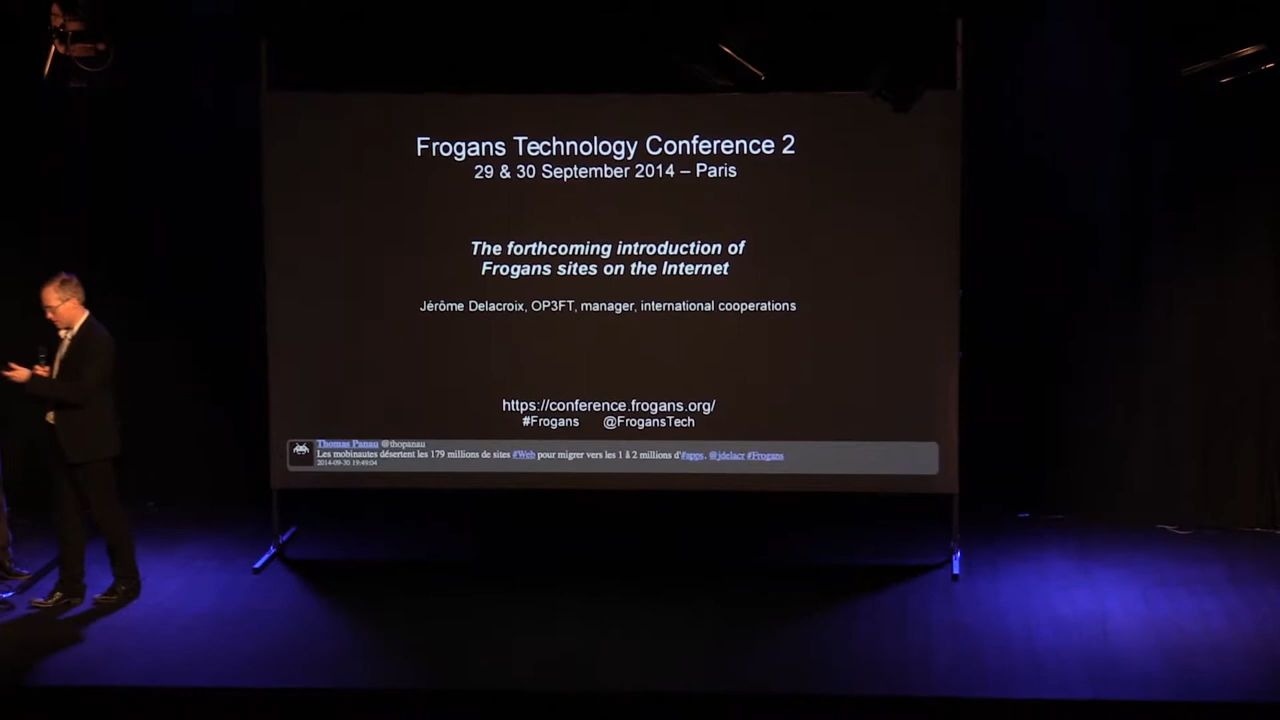 Frogans Technology Conference 2
29 & 30 September 2014 – Paris
The forthcoming introduction of
Frogans sites on the Internet
Jérôme Delacroix, OP3FT, manager, international cooperations
https://conference.frogans.org/
#Frogans @FrogansTech
Thomas Panau @thopanau
Les mobinautes désertent les 179 millions de sites #Web pour migrer vers les 1 à 2 millions d'#apps. @jdelacr #Frogans
2014-09-30 19:49:04